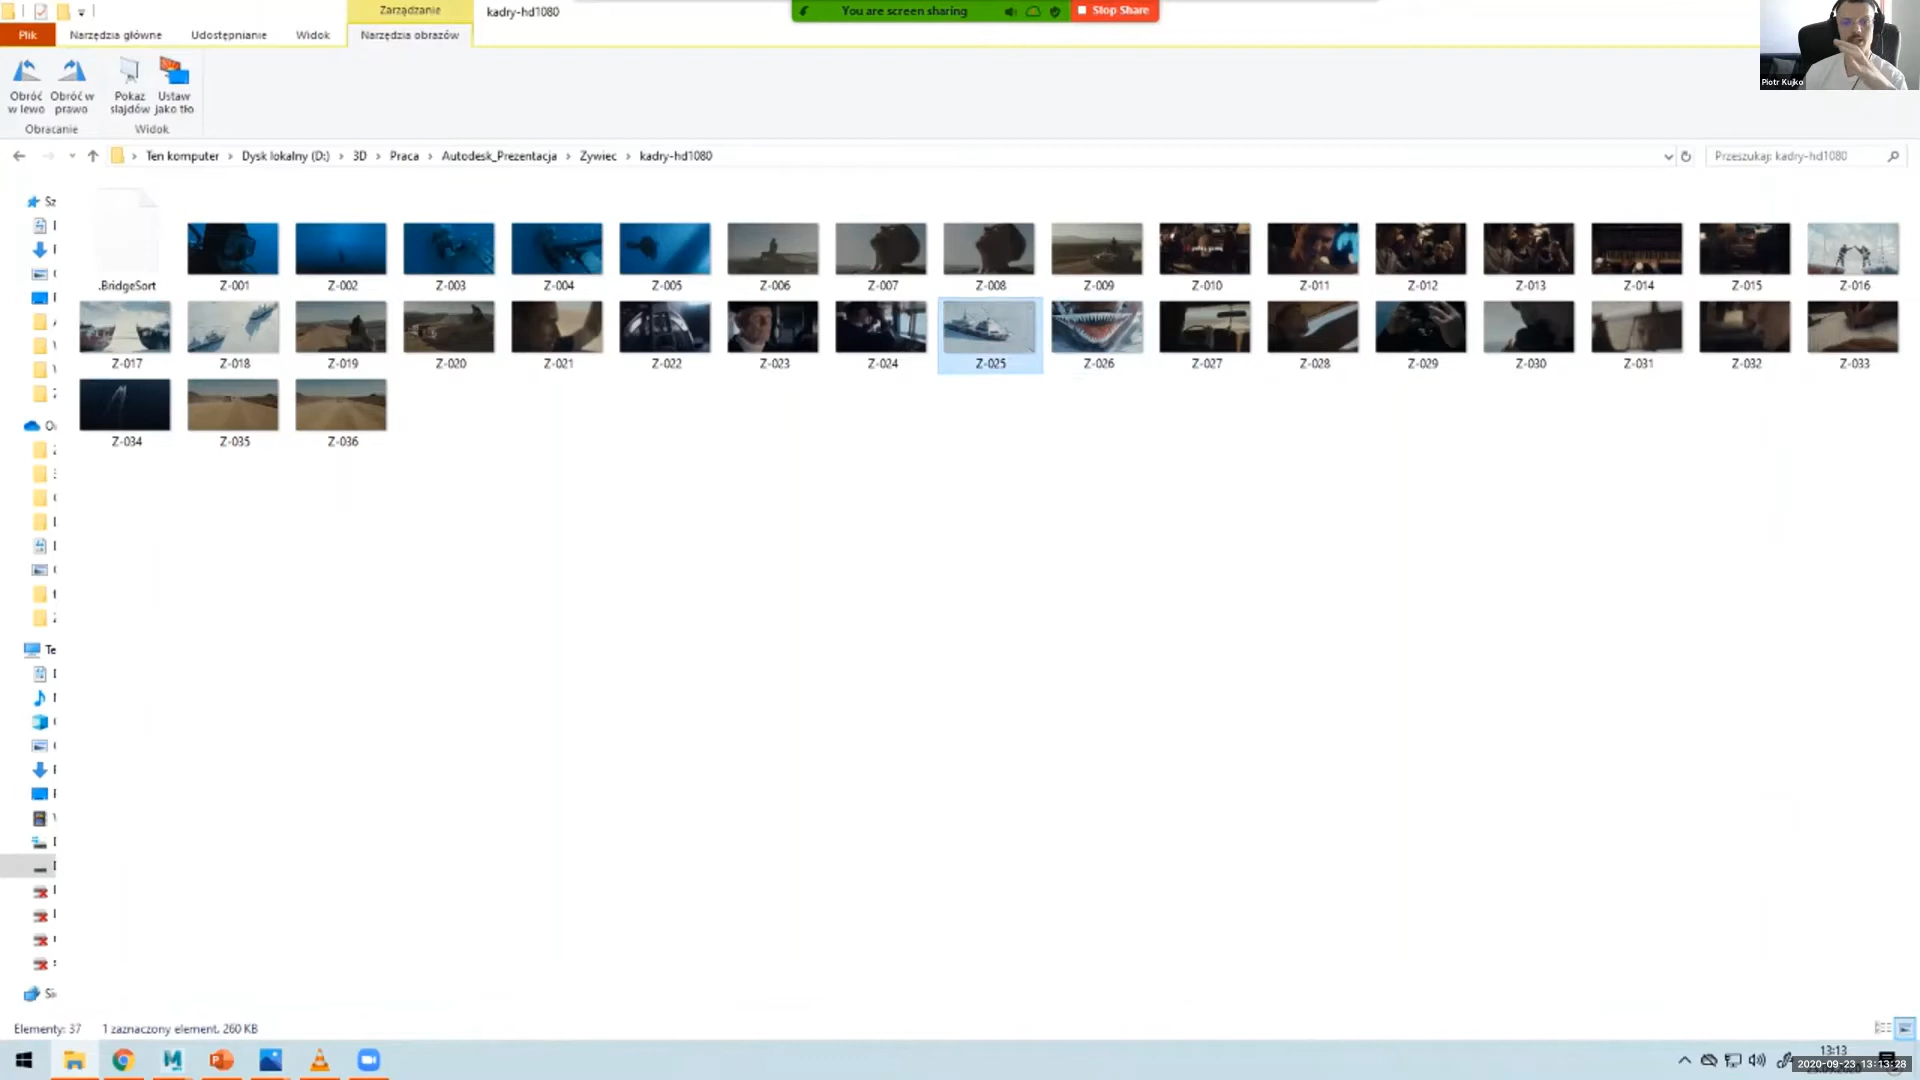 Zarządzanie
kadry-hd1080
You are screen sharing
Stop Share
Plik
Narzędzia główne
Udostępnianie
Widok
Narzędzia obrazów
Piotr Kujko
Obróć w lewo
Obróć w prawo
Pokaz slajdów
Ustaw jako tło
Obracanie
Widok
Ten komputer
Dysk lokalny (D:)
3D
Praca
Autodesk_Prezentacja
Zywiec
kadry-hd1080
Przeszukaj: kadry-hd1080
Sz
.BridgeSort
Z-001
Z-002
Z-003
Z-004
Z-005
Z-006
Z-007
Z-008
Z-009
Z-010
Z-011
Z-012
Z-013
Z-014
Z-015
Z-016
Z-017
Z-018
Z-019
Z-020
Z-021
Z-022
Z-023
Z-024
Z-025
Z-026
Z-027
Z-028
Z-029
Z-030
Z-031
Z-032
Z-033
Z-034
Z-035
Z-036
Te
Elementy: 37
1 zaznaczony element. 260 KB
13:13
2020-09-23 13:13:28